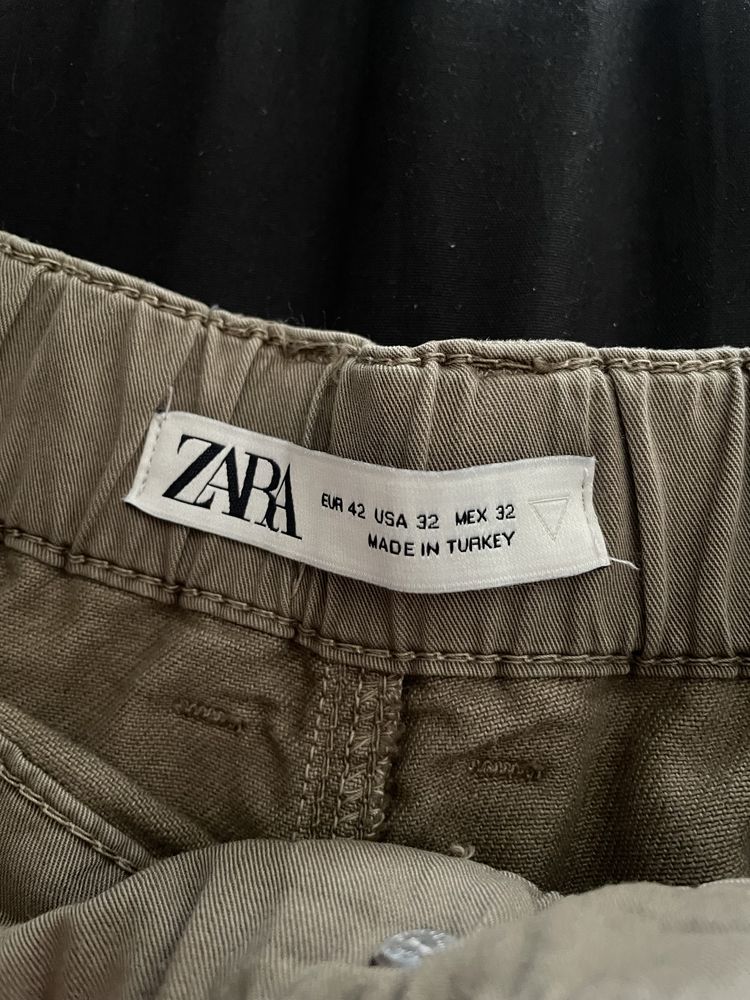 ZARA
EUR 42 USA 32 MEX 32
MADE IN TURKEY